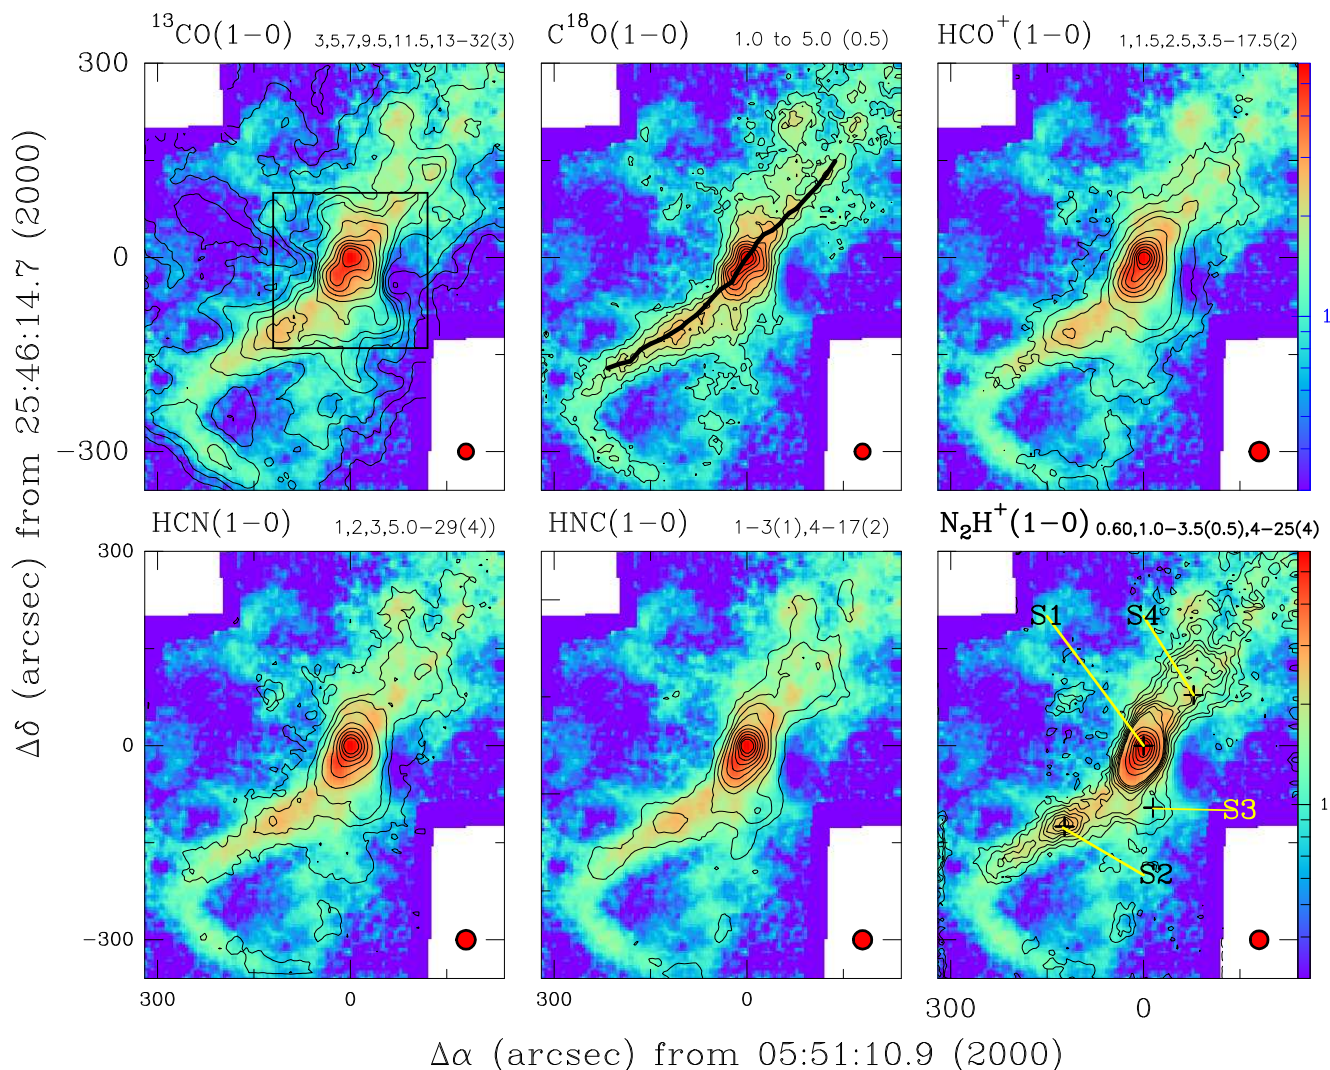 ¹³CO(1−0) 3,5,7,9.5,11.5,13−32(3)
C¹⁸O(1−0) 1.0 to 5.0 (0.5)
HCO⁺(1−0) 1,1.5,2.5,3.5−17.5(2)
300
0
−300
1
Δδ (arcsec) from 25:46:14.7 (2000)
HCN(1−0) 1,2,3,5.0−29(4))
HNC(1−0) 1−3(1),4−17(2)
N₂H⁺(1−0) 0.60,1.0−3.5(0.5),4−25(4)
300
0
−300
S1
S4
S3
S2
1
300 0
300 0
300 0
Δα (arcsec) from 05:51:10.9 (2000)